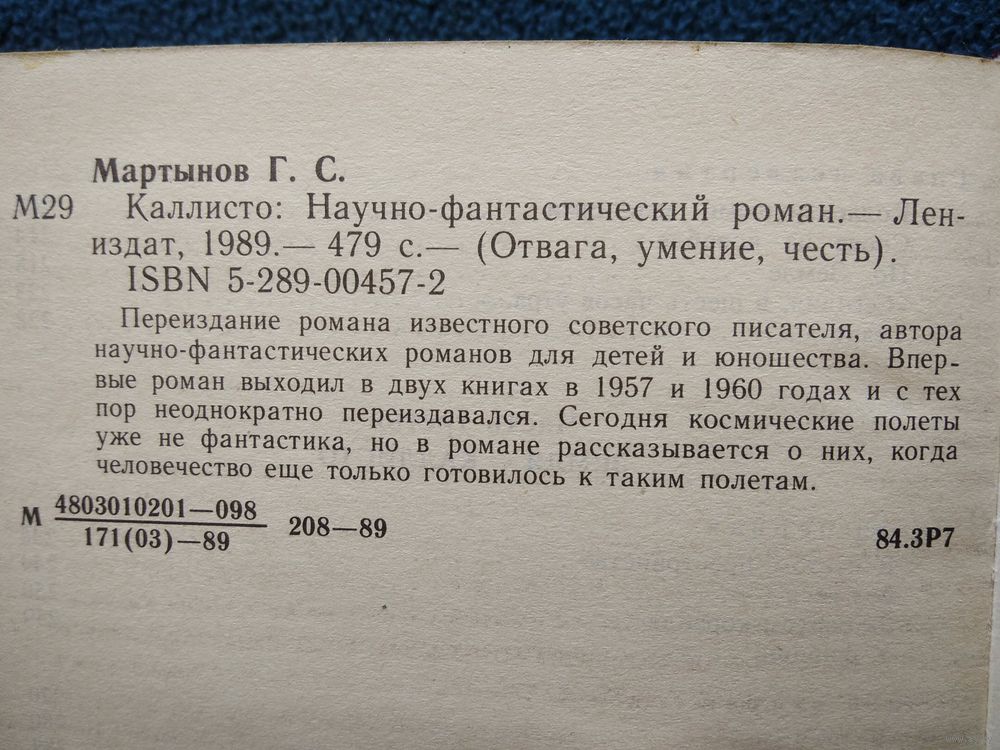 Мартынов Г. С.
М29 Каллисто: Научно-фантастический роман.— Лен-
издат, 1989.— 479 с.— (Отвага, умение, честь).
ISBN 5-289-00457-2
Переиздание романа известного советского писателя, автора
научно-фантастических романов для детей и юношества. Впер-
вые роман выходил в двух книгах в 1957 и 1960 годах и с тех
пор неоднократно переиздавался. Сегодня космические полеты
уже не фантастика, но в романе рассказывается о них, когда
человечество еще только готовилось к таким полетам.
М 4803010201—098
171(03)—89
208—89
84.3Р7